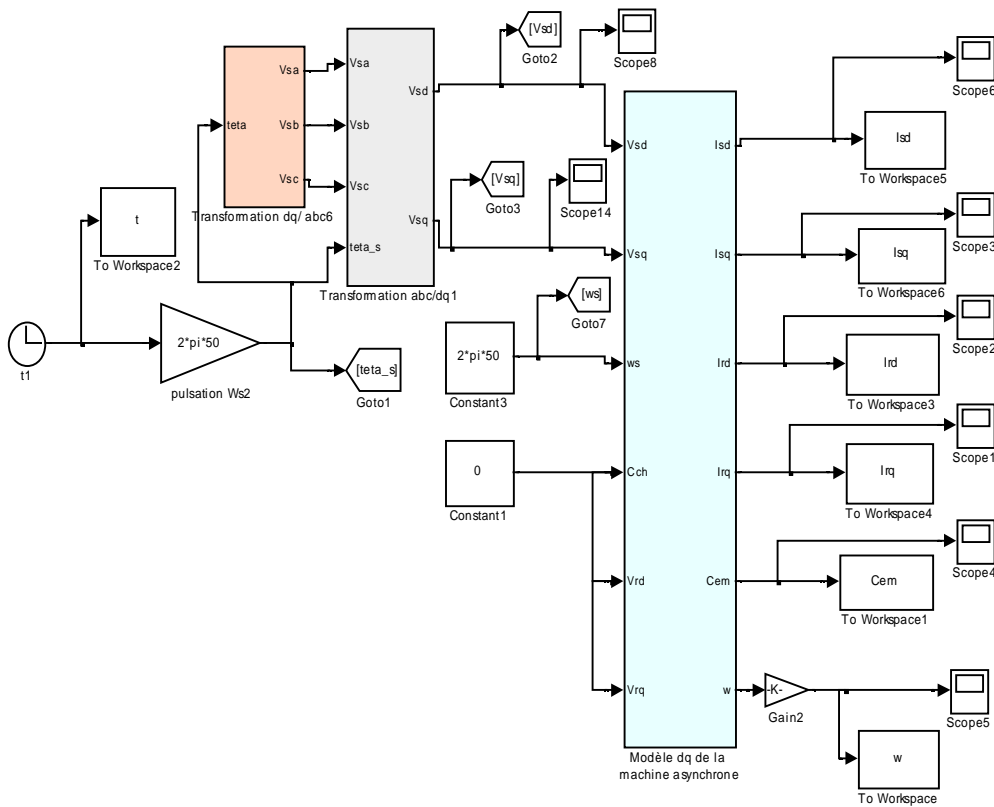 [Vsd]
Goto2
Scope8
Vsa
Vsb
Vsc
teta
Transformation dq/ abc6
Vsa
Vsb
Vsc
teta_s
Vsd
Vsq
Transformation abc/dq1
[Vsq]
Goto3
Scope14
t
To Workspace2
t1
2*pi*50
pulsation Ws2
[teta_s]
Goto1
[ws]
Goto7
2*pi*50
Constant3
0
Constant1
Vsd
Vsq
ws
Cch
Vrd
Vrq
Isd
Isq
Ird
Irq
Cem
w
Modèle dq de la
machine asynchrone
Scope6
Isd
To Workspace5
Scope3
Isq
To Workspace6
Scope2
Ird
To Workspace3
Scope1
Irq
To Workspace4
Scope4
Cem
To Workspace1
-K-
Gain2
Scope5
w
To Workspace